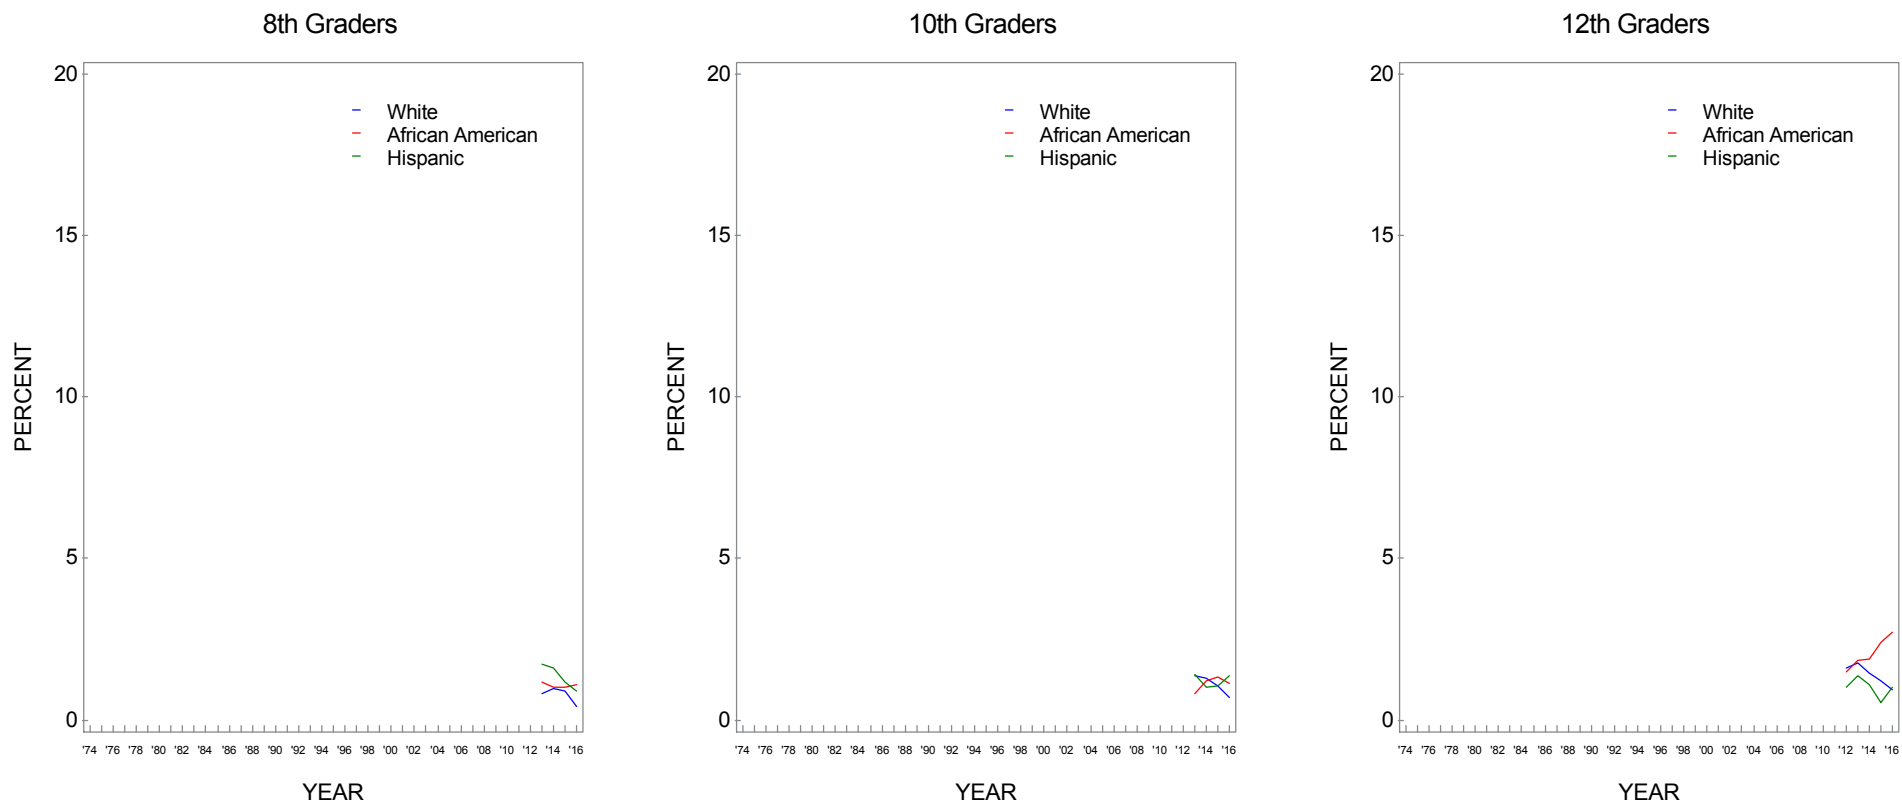 8th Graders
20
15
10
5
0
PERCENT
White
African American
Hispanic
'74 '76 '78 '80 '82 '84 '86 '88 '90 '92 '94 '96 '98 '00 '02 '04 '06 '08 '10 '12 '14 '16
YEAR
10th Graders
20
15
10
5
0
PERCENT
White
African American
Hispanic
'74 '76 '78 '80 '82 '84 '86 '88 '90 '92 '94 '96 '98 '00 '02 '04 '06 '08 '10 '12 '14 '16
YEAR
12th Graders
20
15
10
5
0
PERCENT
White
African American
Hispanic
'74 '76 '78 '80 '82 '84 '86 '88 '90 '92 '94 '96 '98 '00 '02 '04 '06 '08 '10 '12 '14 '16
YEAR